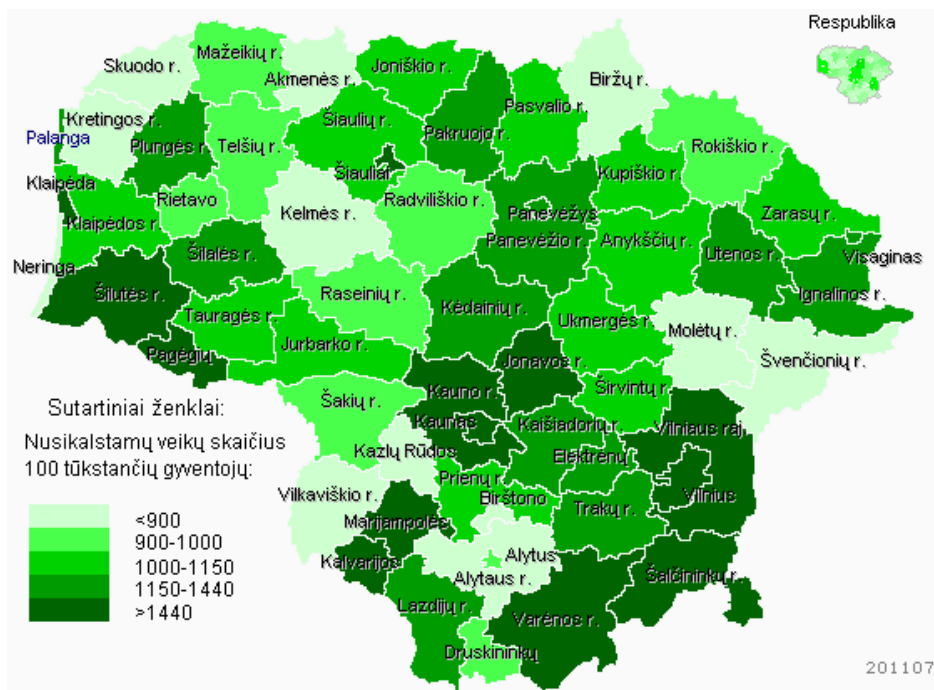 Respublika
Mažeikių r.
Skuodo r.
Akmenės r.
Joniškio r.
Biržų r.
Pasvalio r.
Kretingos r.
Šiaulių r.
Pakruojo r.
Palanga
Plungės r.
Telšių r.
Rokiškio r.
Šiauliai
Kupiškio r.
Klaipėda
Rietavo
Kelmės r.
Radviliškio r.
Panevėžys
Zarasų r.
Klaipėdos r.
Panevėžio r.
Anykščių r.
Šilalės r.
Utenos r.
Visaginas
Neringa
Šilutės r.
Raseinių r.
Kėdainių r.
Ignalinos r.
Tauragės r.
Ukmergės r.
Molėtų r.
Jurbarko r.
Pagėgių
Jonavos r.
Švenčionių r.
Kauno r.
Širvintų r.
Šakių r.
Sutartiniai ženklai:
Kaunas
Kaišiadorių r.
Vilniaus raj.
Nusikalstamų veikų skaičius
100 tūkstančių gyventojų:
Kazlų Rūdos
Elektrėnų
Prienų r.
Vilkaviškio r.
Birštono
Vilnius
Trakų r.
<900
Marijampolės
900-1000
Alytus
Kalvarijos
1000-1150
Alytaus r.
Šalčininkų r.
1150-1440
Lazdijų r.
>1440
Varėnos r.
Druskininkų
201107